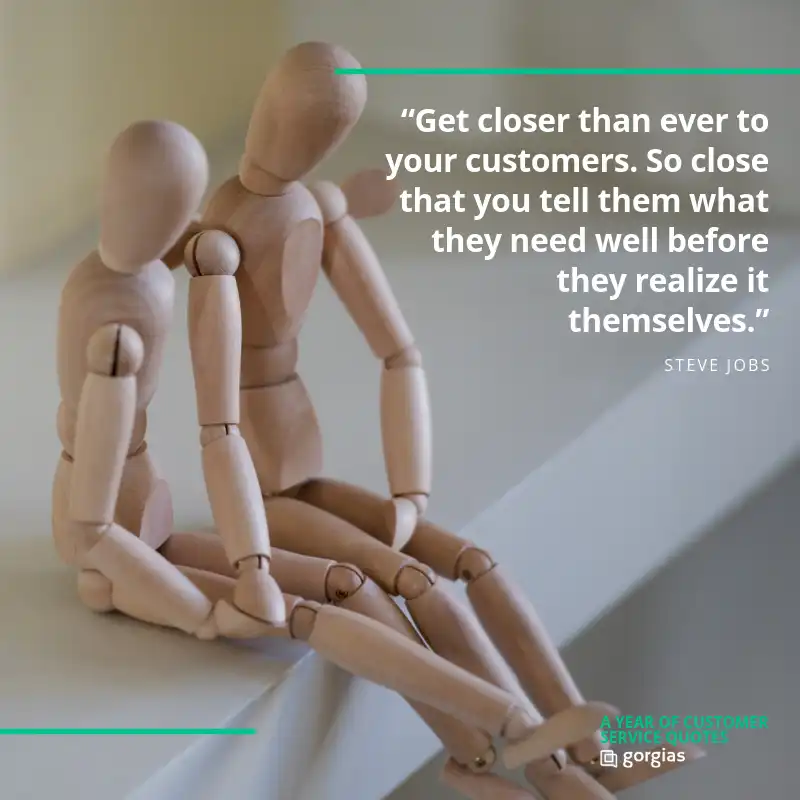 “Get closer than ever to
your customers. So close
that you tell them what
they need well before
they realize it
themselves.”
STEVE JOBS
A YEAR OF CUSTOMER
SERVICE QUOTES
gorgias